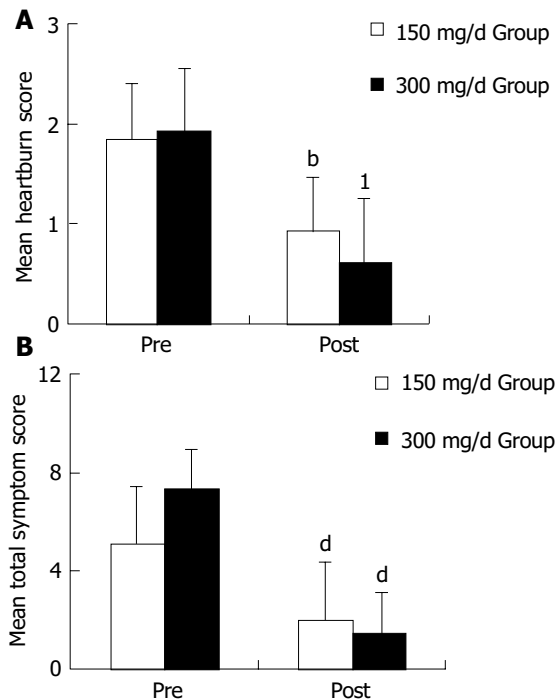 A
Mean heartburn score
3
2
1
0
150 mg/d Group
300 mg/d Group
b
1
Pre
Post
B
Mean total symptom score
12
8
4
0
150 mg/d Group
300 mg/d Group
d
d
Pre
Post